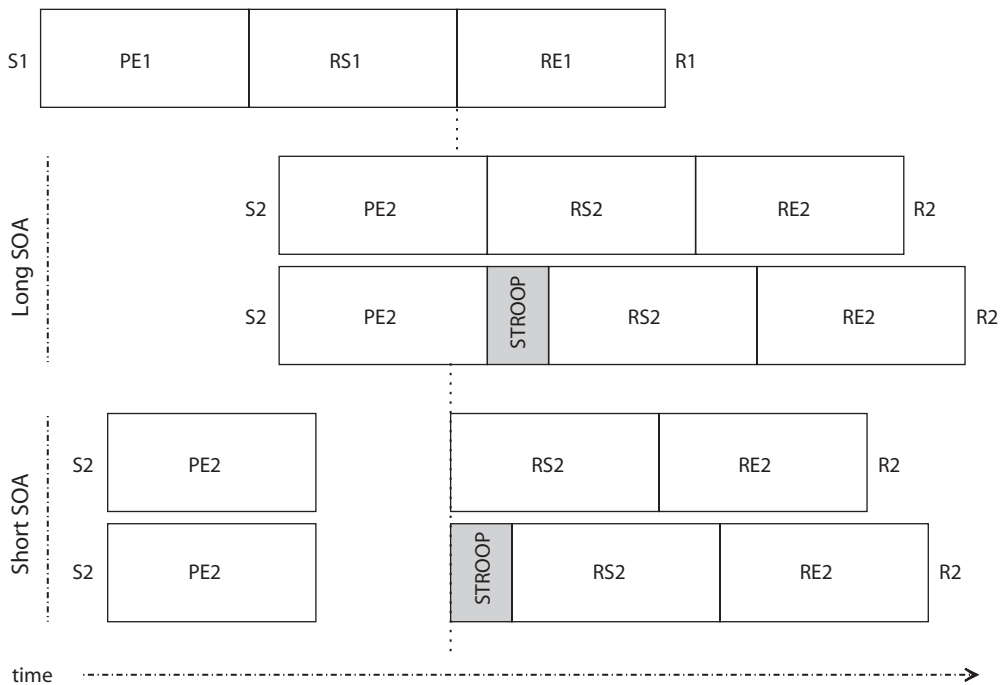 S1 PE1 RS1 RE1 R1
Long SOA
S2 PE2 RS2 RE2 R2
S2 PE2 STROOP RS2 RE2 R2
Short SOA
S2 PE2 RS2 RE2 R2
S2 PE2 STROOP RS2 RE2 R2
time